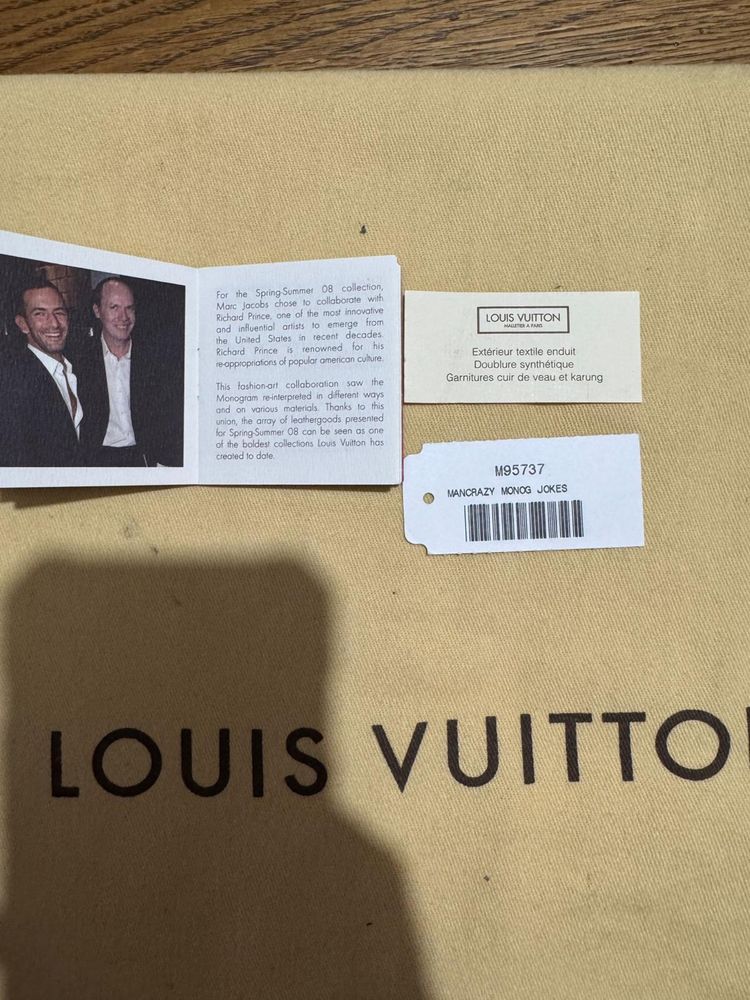 For the Spring-Summer 08 collection,
Marc Jacobs chose to collaborate with
Richard Prince, one of the most innovative
and influential artists to emerge from
the United States in recent decades.
Richard Prince is renowned for his
re-appropriations of popular american culture.
This fashion-art collaboration saw the
Monogram re-interpreted in different ways
and on various materials. Thanks to this
union, the array of leathergoods presented
for Spring-Summer 08 can be seen as one
of the boldest collections Louis Vuitton has
created to date.
LOUIS VUITTON
MALLETIER A PARIS
Extérieur textile enduit
Doublure synthétique
Garnitures cuir de veau et karung
M95737
MANCRAZY MONOG JOKES
LOUIS VUITTO